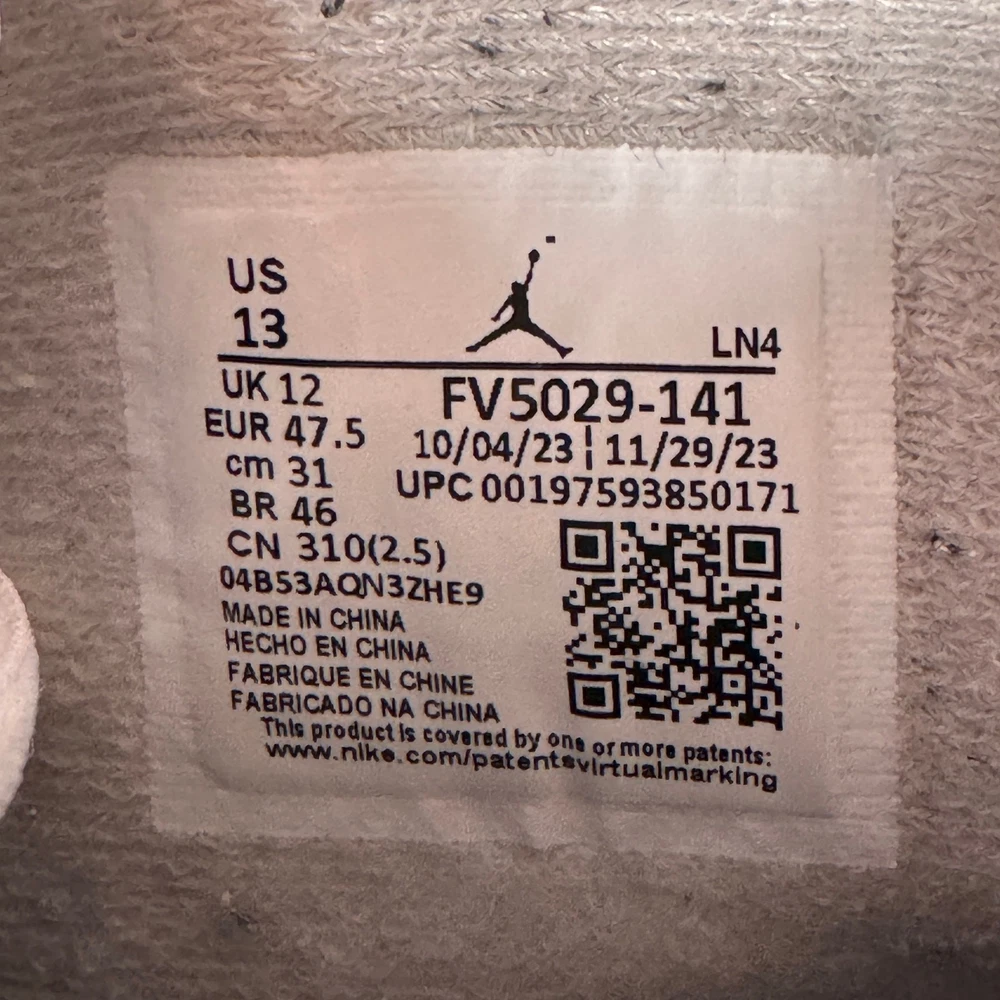 US
13
LN4
UK 12
FV5029-141
EUR 47.5
10/04/23 ¦ 11/29/23
cm 31
UPC 00197593850171
BR 46
CN 310(2.5)
04B53AQN3ZHE9
MADE IN CHINA
HECHO EN CHINA
FABRIQUE EN CHINE
FABRICADO NA CHINA
This product is covered by one or more patents:
www.nike.com/patentsvirtualmarking